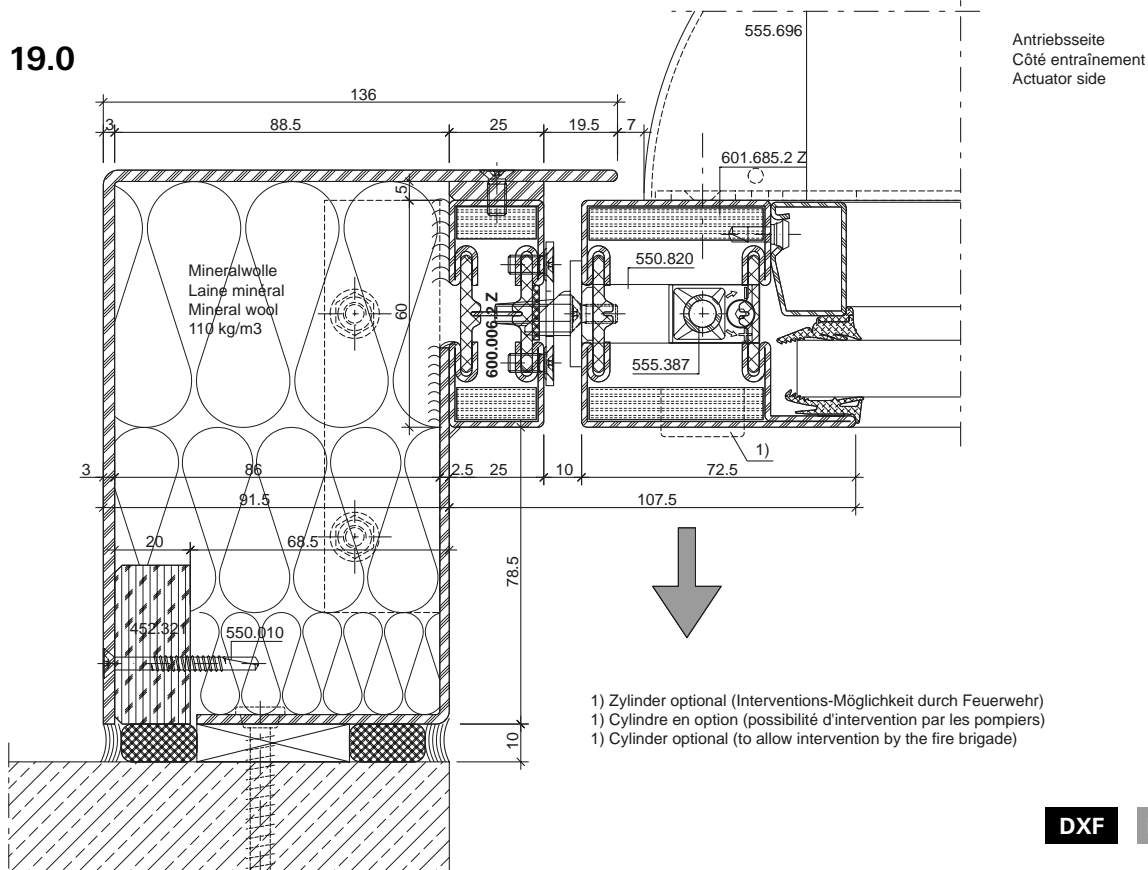 19.0
555.696
Antriebsseite
Côté entraînement
Actuator side
136
3
88.5
25
19.5
7
601.685.2 Z
5
Mineralwolle
Laine minéral
Mineral wool
110 kg/m3
60
600.006.2 Z
550.820
555.387
1)
3
86
2.5
25
10
72.5
91.5
107.5
20
68.5
78.5
452.321
550.010
10
1) Zylinder optional (Interventions-Möglichkeit durch Feuerwehr)
1) Cylindre en option (possibilité d'intervention par les pompiers)
1) Cylinder optional (to allow intervention by the fire brigade)
DXF